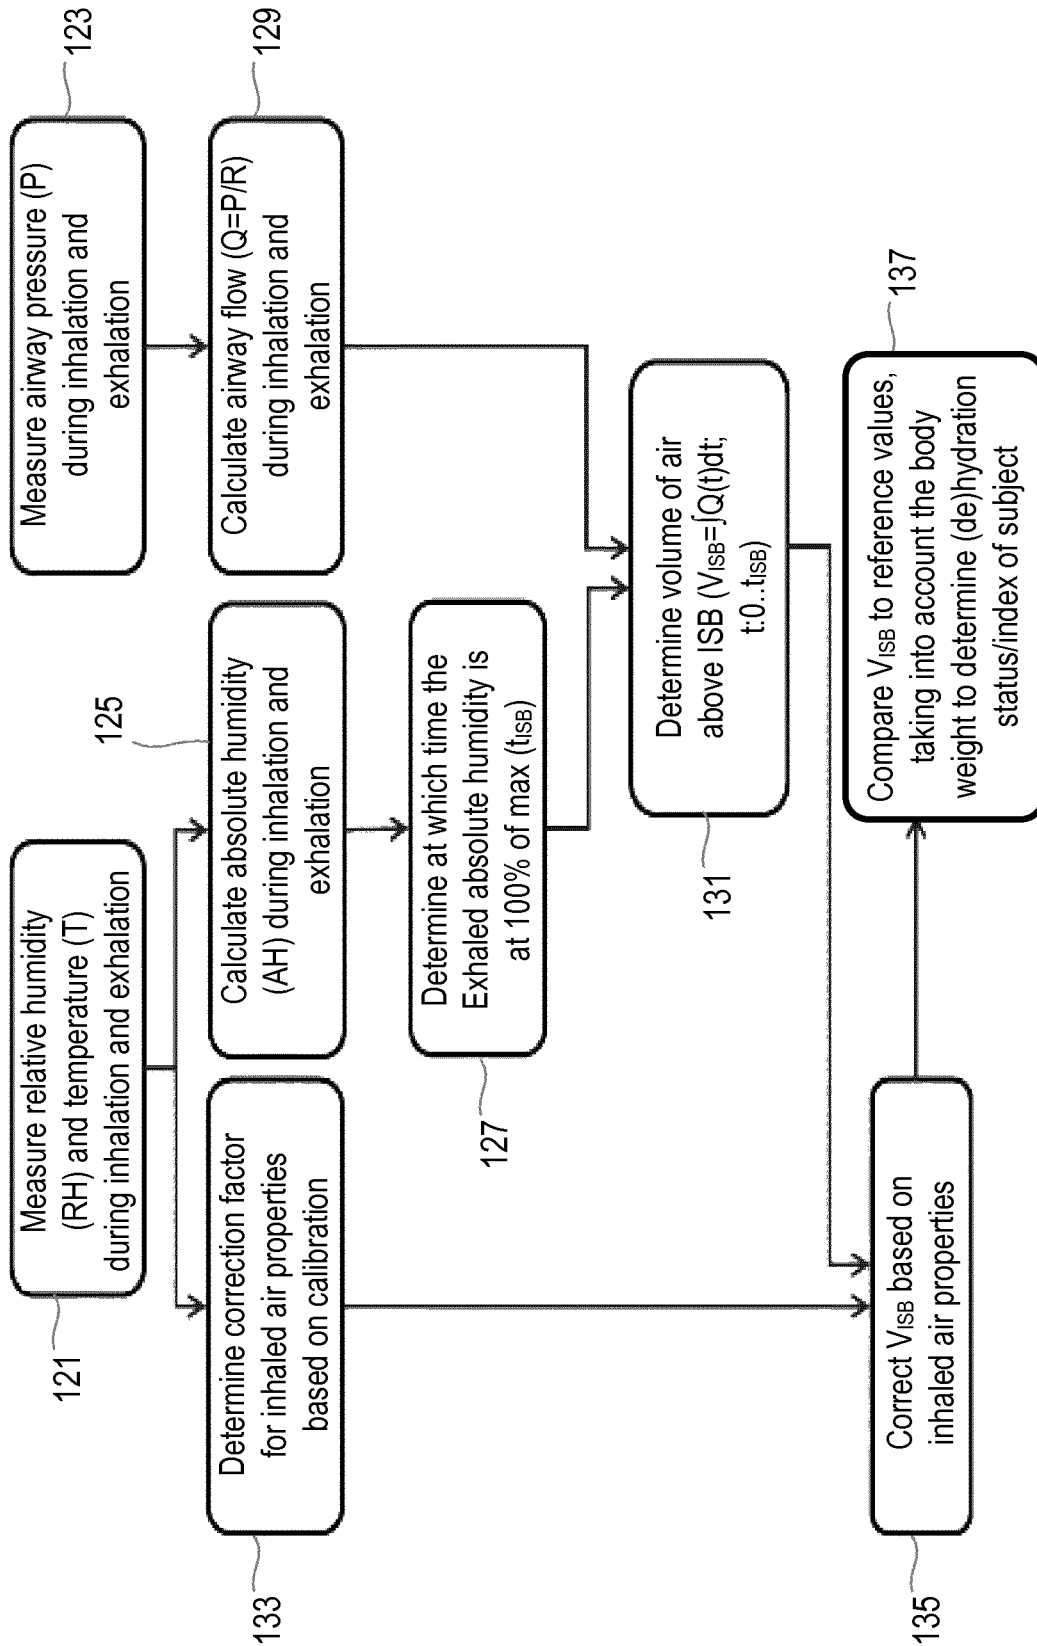 Measure relative humidity
(RH) and temperature (T)
during inhalation and exhalation
121
Measure airway pressure (P)
during inhalation and
exhalation
123
Determine correction factor
for inhaled air properties
based on calibration
133
Calculate absolute humidity
(AH) during inhalation and
exhalation
125
Calculate airway flow (Q=P/R)
during inhalation and
exhalation
129
Determine at which time the
Exhaled absolute humidity is
at 100% of max (tISB)
127
Determine volume of air
above ISB (VISB=∫Q(t)dt;
t:0..tISB)
131
Correct VISB based on
inhaled air properties
135
Compare VISB to reference values,
taking into account the body
weight to determine (de)hydration
status/index of subject
137